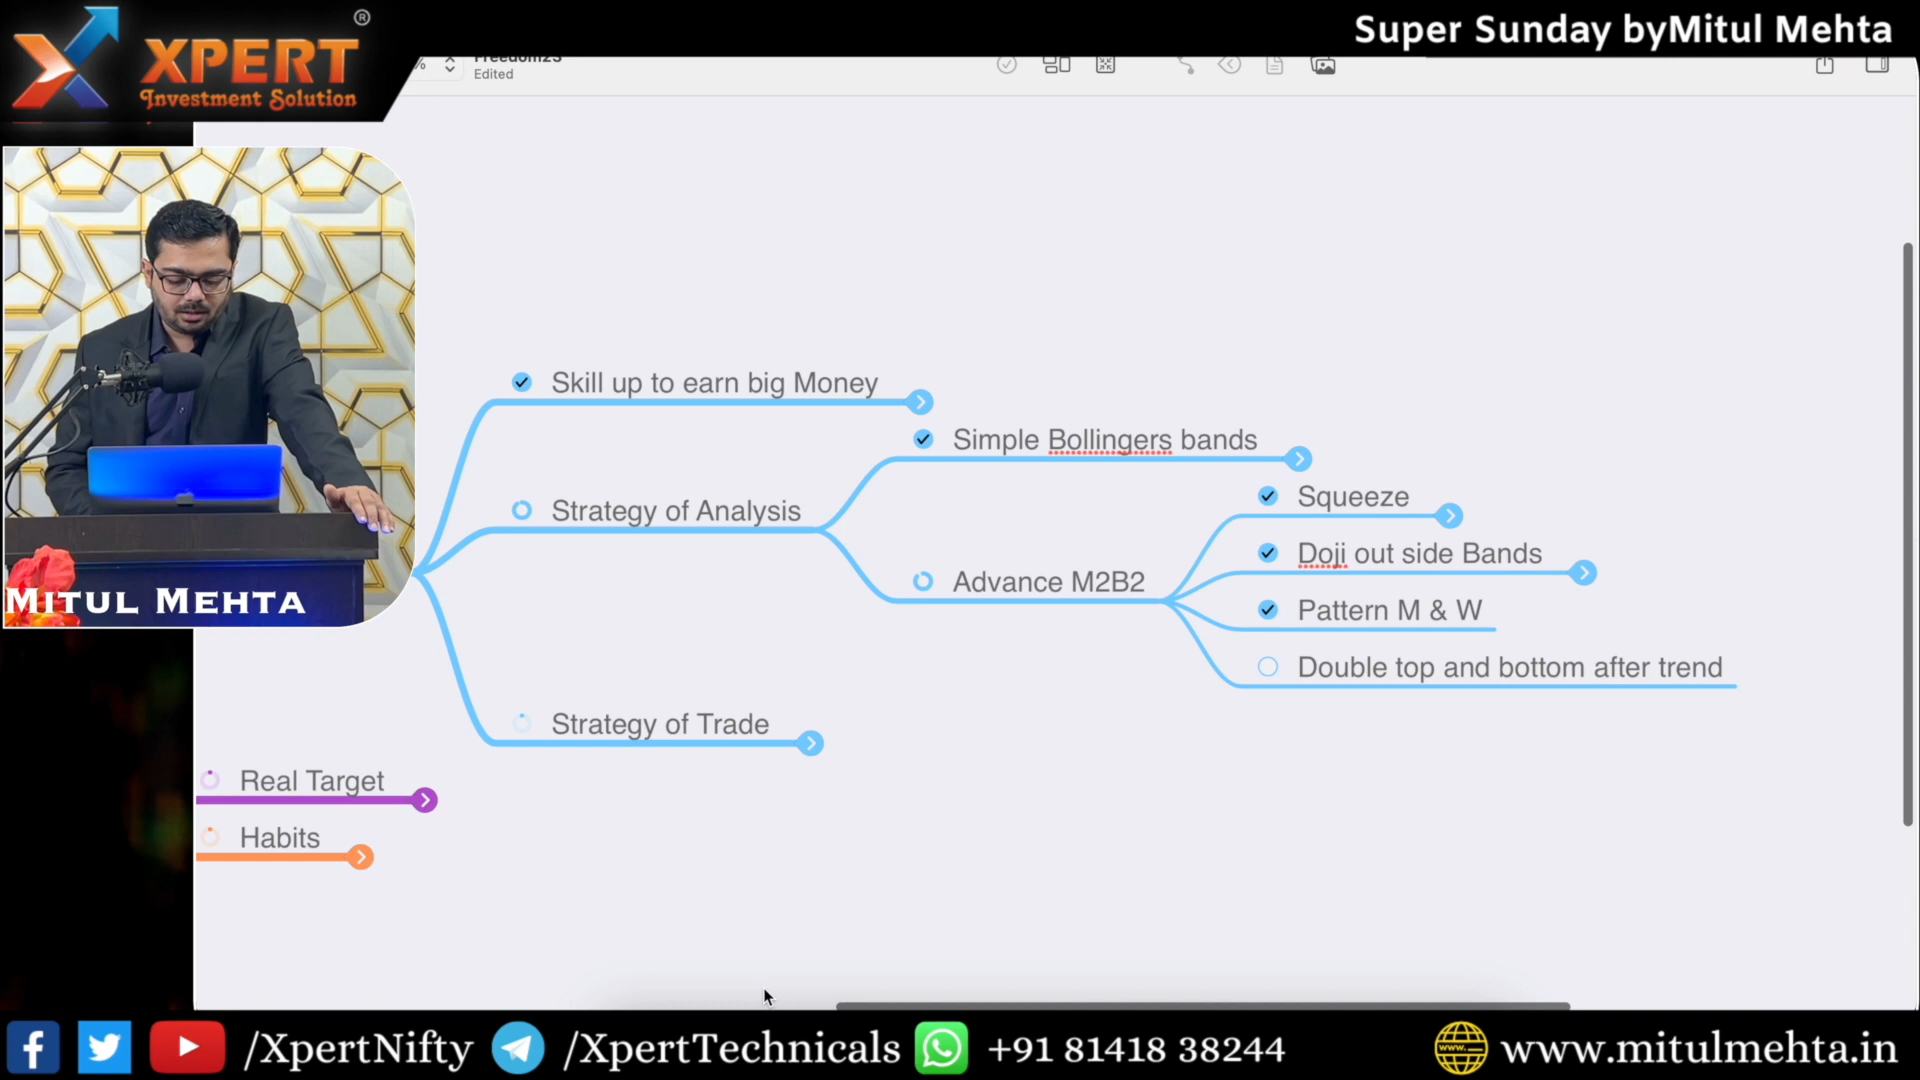 XPERT
Investment Solution
®
Super Sunday byMitul Mehta
%
Freedom23
Edited
MITUL MEHTA
Skill up to earn big Money
Simple Bollingers bands
Squeeze
Strategy of Analysis
Doji out side Bands
Advance M2B2
Pattern M & W
Double top and bottom after trend
Strategy of Trade
Real Target
Habits
/XpertNifty
/XpertTechnicals
+91 81418 38244
www.mitulmehta.in